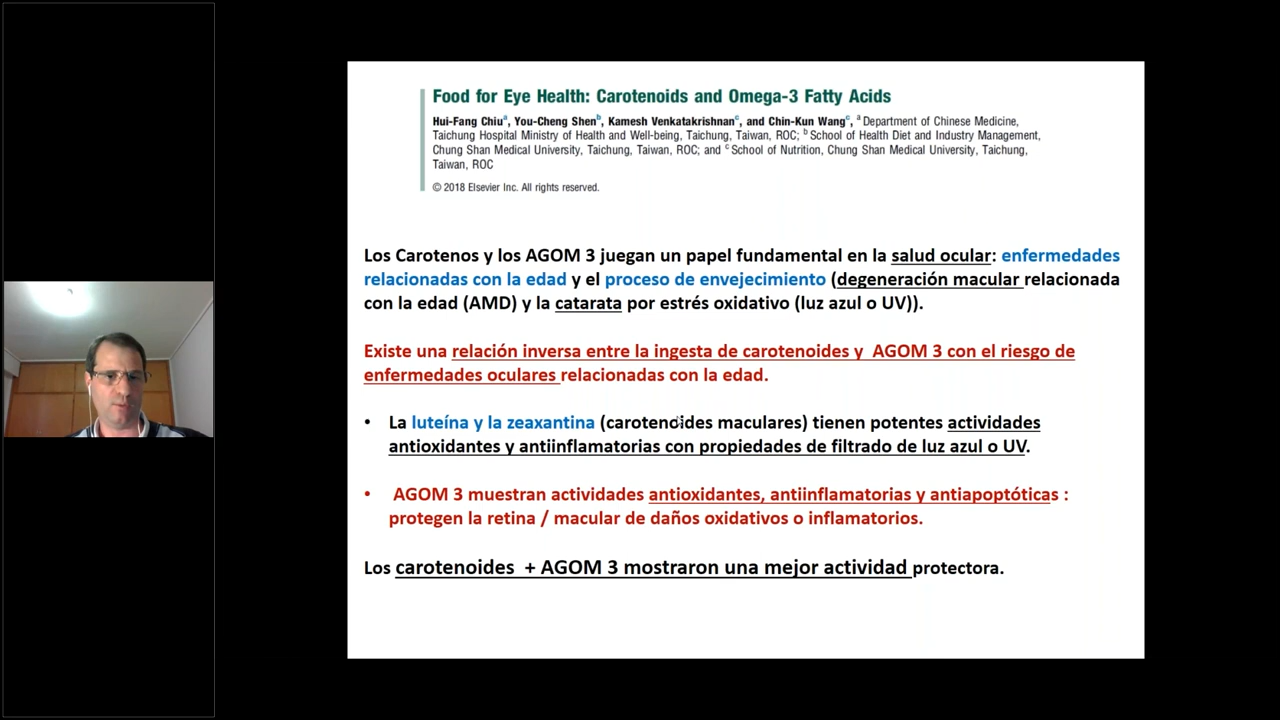 Food for Eye Health: Carotenoids and Omega-3 Fatty Acids
Hui-Fang Chiuᵃ, You-Cheng Shenᵇ, Kamesh Venkatakrishnanᶜ, and Chin-Kun Wangᶜ, ᵃ Department of Chinese Medicine,
Taichung Hospital Ministry of Health and Well-being, Taichung, Taiwan, ROC; ᵇ School of Health Diet and Industry Management,
Chung Shan Medical University, Taichung, Taiwan, ROC; and ᶜ School of Nutrition, Chung Shan Medical University, Taichung,
Taiwan, ROC
© 2018 Elsevier Inc. All rights reserved.
Los Carotenos y los AGOM 3 juegan un papel fundamental en la salud ocular: enfermedades
relacionadas con la edad y el proceso de envejecimiento (degeneración macular relacionada
con la edad (AMD) y la catarata por estrés oxidativo (luz azul o UV)).
Existe una relación inversa entre la ingesta de carotenoides y AGOM 3 con el riesgo de
enfermedades oculares relacionadas con la edad.
• La luteína y la zeaxantina (carotenoides maculares) tienen potentes actividades
antioxidantes y antiinflamatorias con propiedades de filtrado de luz azul o UV.
• AGOM 3 muestran actividades antioxidantes, antiinflamatorias y antiapoptóticas :
protegen la retina / macular de daños oxidativos o inflamatorios.
Los carotenoides + AGOM 3 mostraron una mejor actividad protectora.